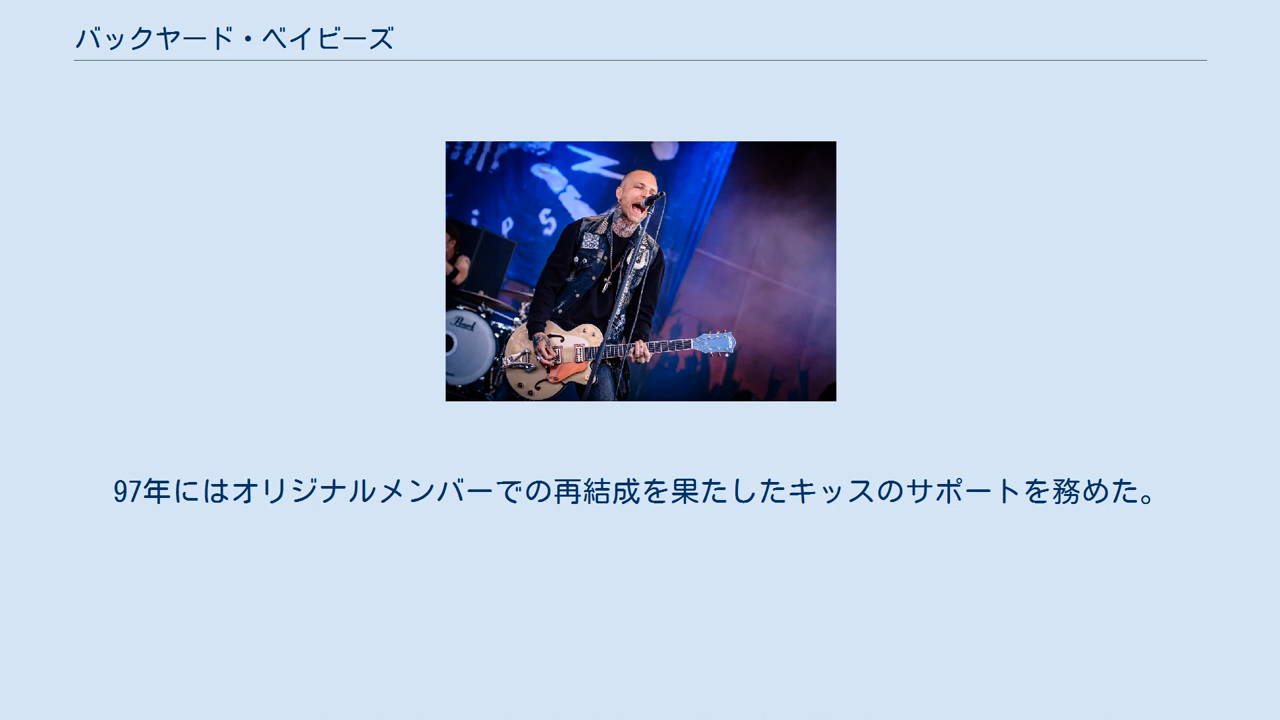 バックヤード・ベイビーズ
Pearl
97年にはオリジナルメンバーでの再結成を果たしたキッスのサポートを務めた。